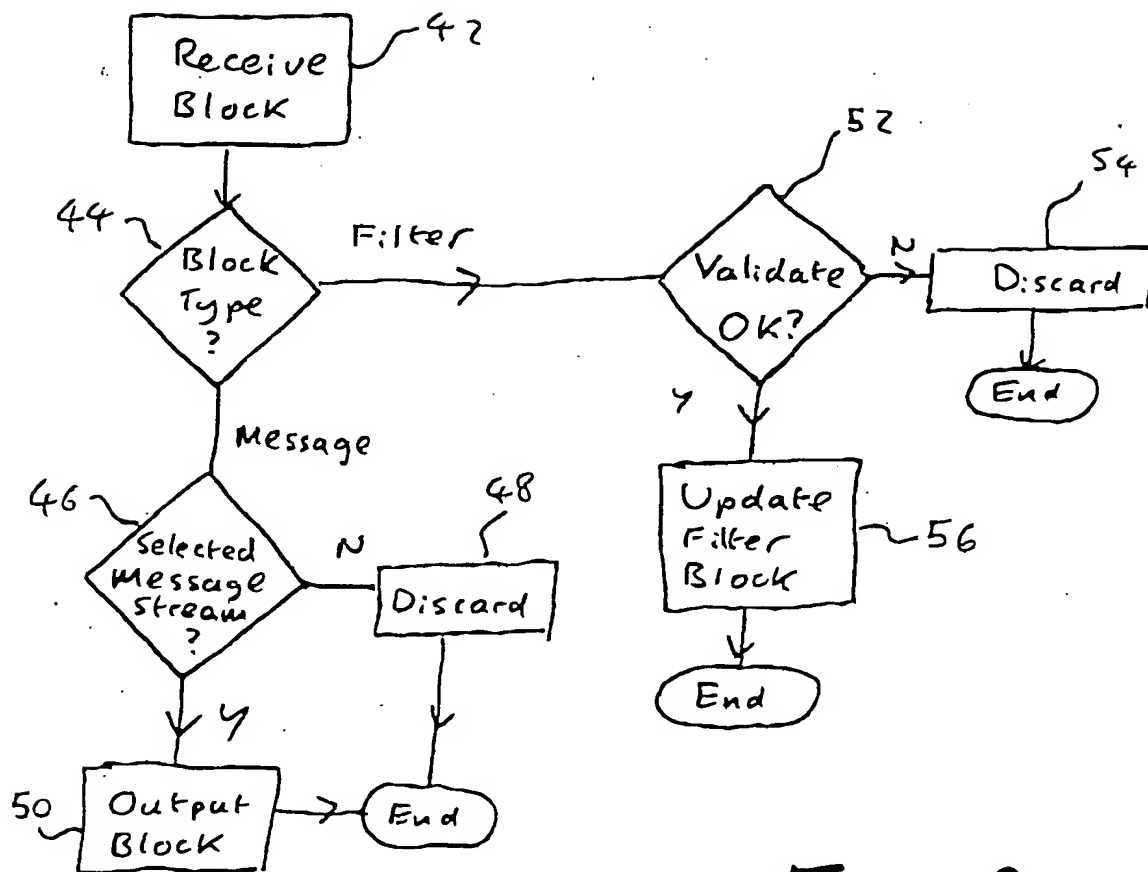 42
Receive
Block
44
Block
Type
?
Filter
52
Validate
OK?
N
54
Discard
End
Message
Y
Update
Filter
Block
56
End
46
Selected
Message
Stream
?
N
48
Discard
Y
50
Output
Block
End